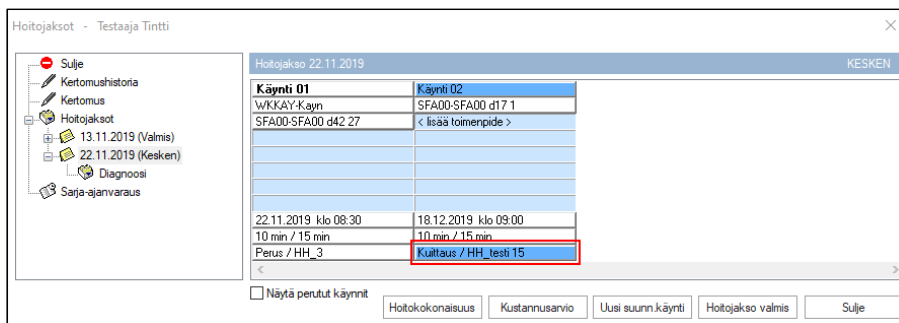 Hoitojaksot - Testaaja Tintti
Sulje
Kertomushistoria
Kertomus
Hoitojaksot
13.11.2019 (Valmis)
22.11.2019 (Kesken)
Diagnoosi
Sarja-ajanvaraus
Hoitojakso 22.11.2019 KESKEN
Käynti 01 Käynti 02
WKKAY-Kayn SFA00-SFA00 d17 1
SFA00-SFA00 d42 27 < lisää toimenpide >
22.11.2019 klo 08:30 18.12.2019 klo 09:00
10 min / 15 min 10 min / 15 min
Perus / HH_3 Kuittaus / HH_testi 15
Näytä perutut käynnit
Hoitokokonaisuus Kustannusarvio Uusi suunn.käynti Hoitojakso valmis Sulje